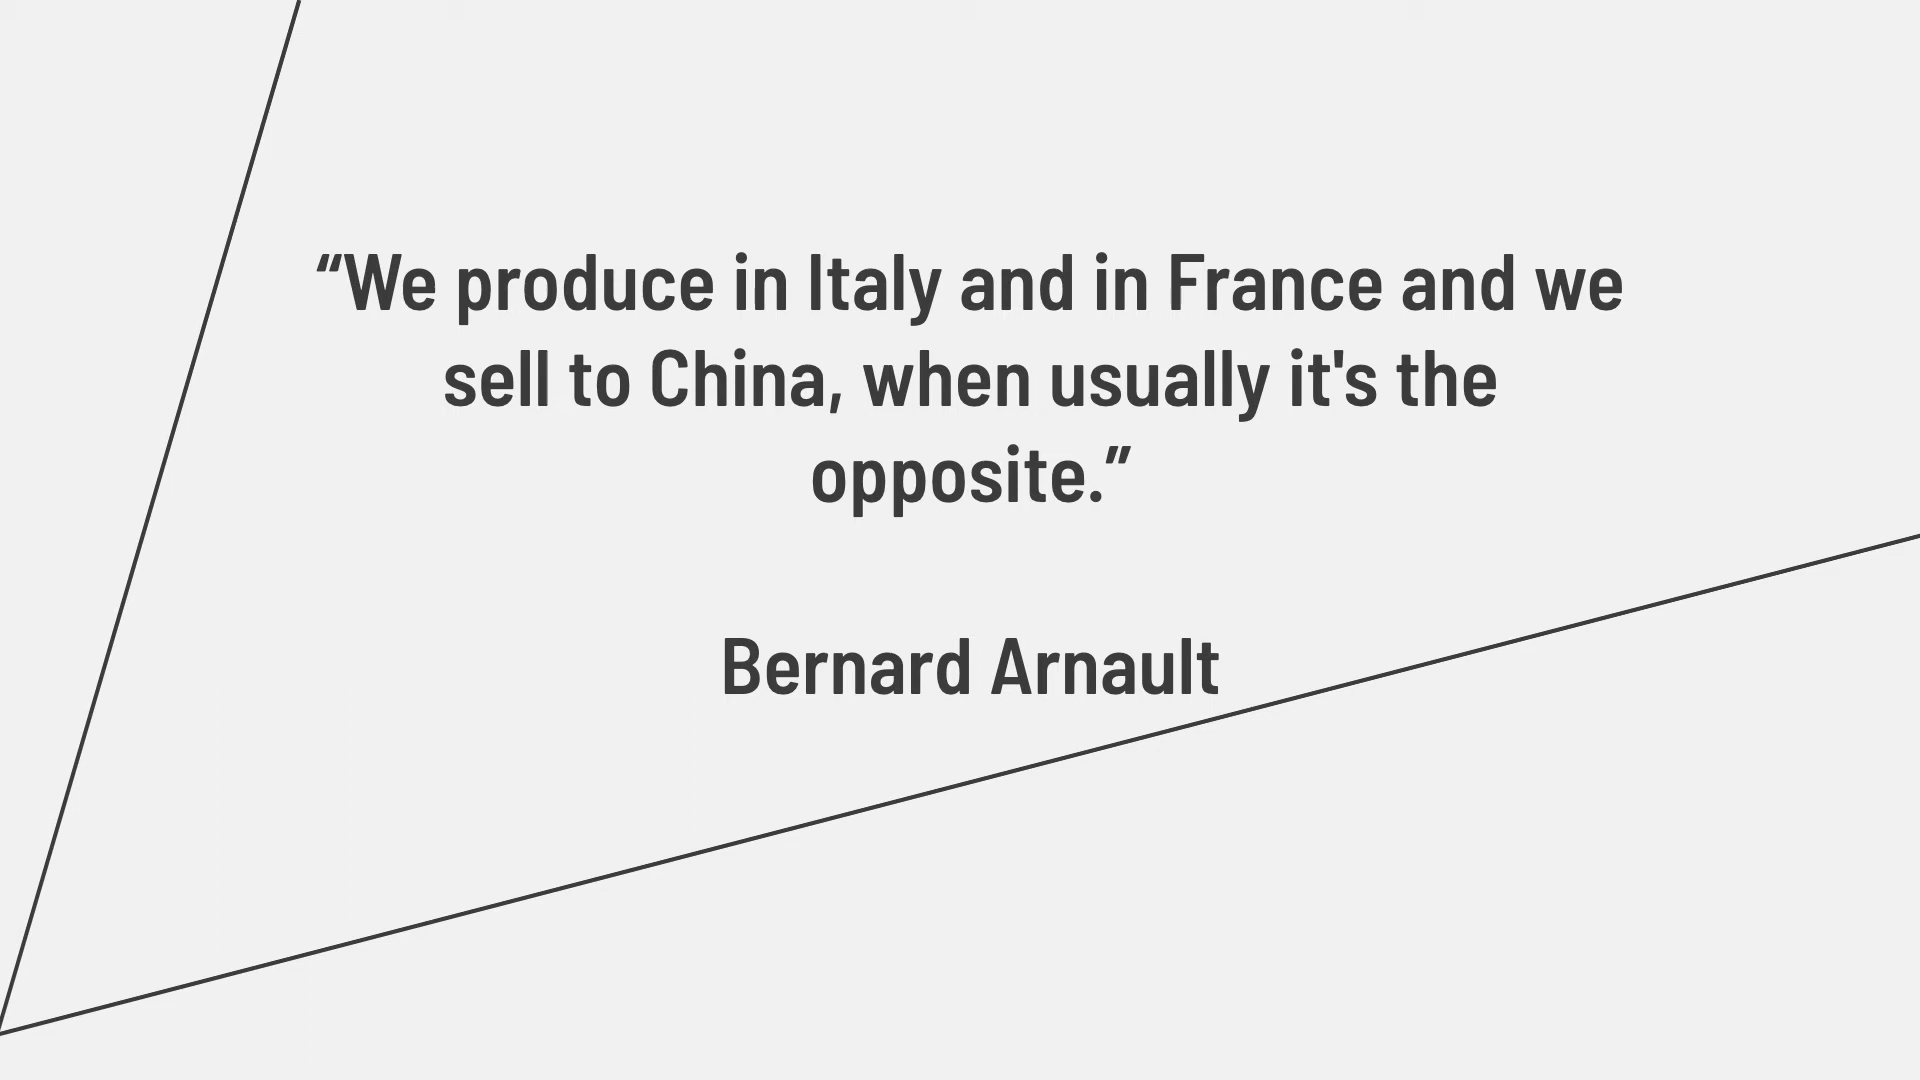 “We produce in Italy and in France and we
sell to China, when usually it's the
opposite.”
Bernard Arnault